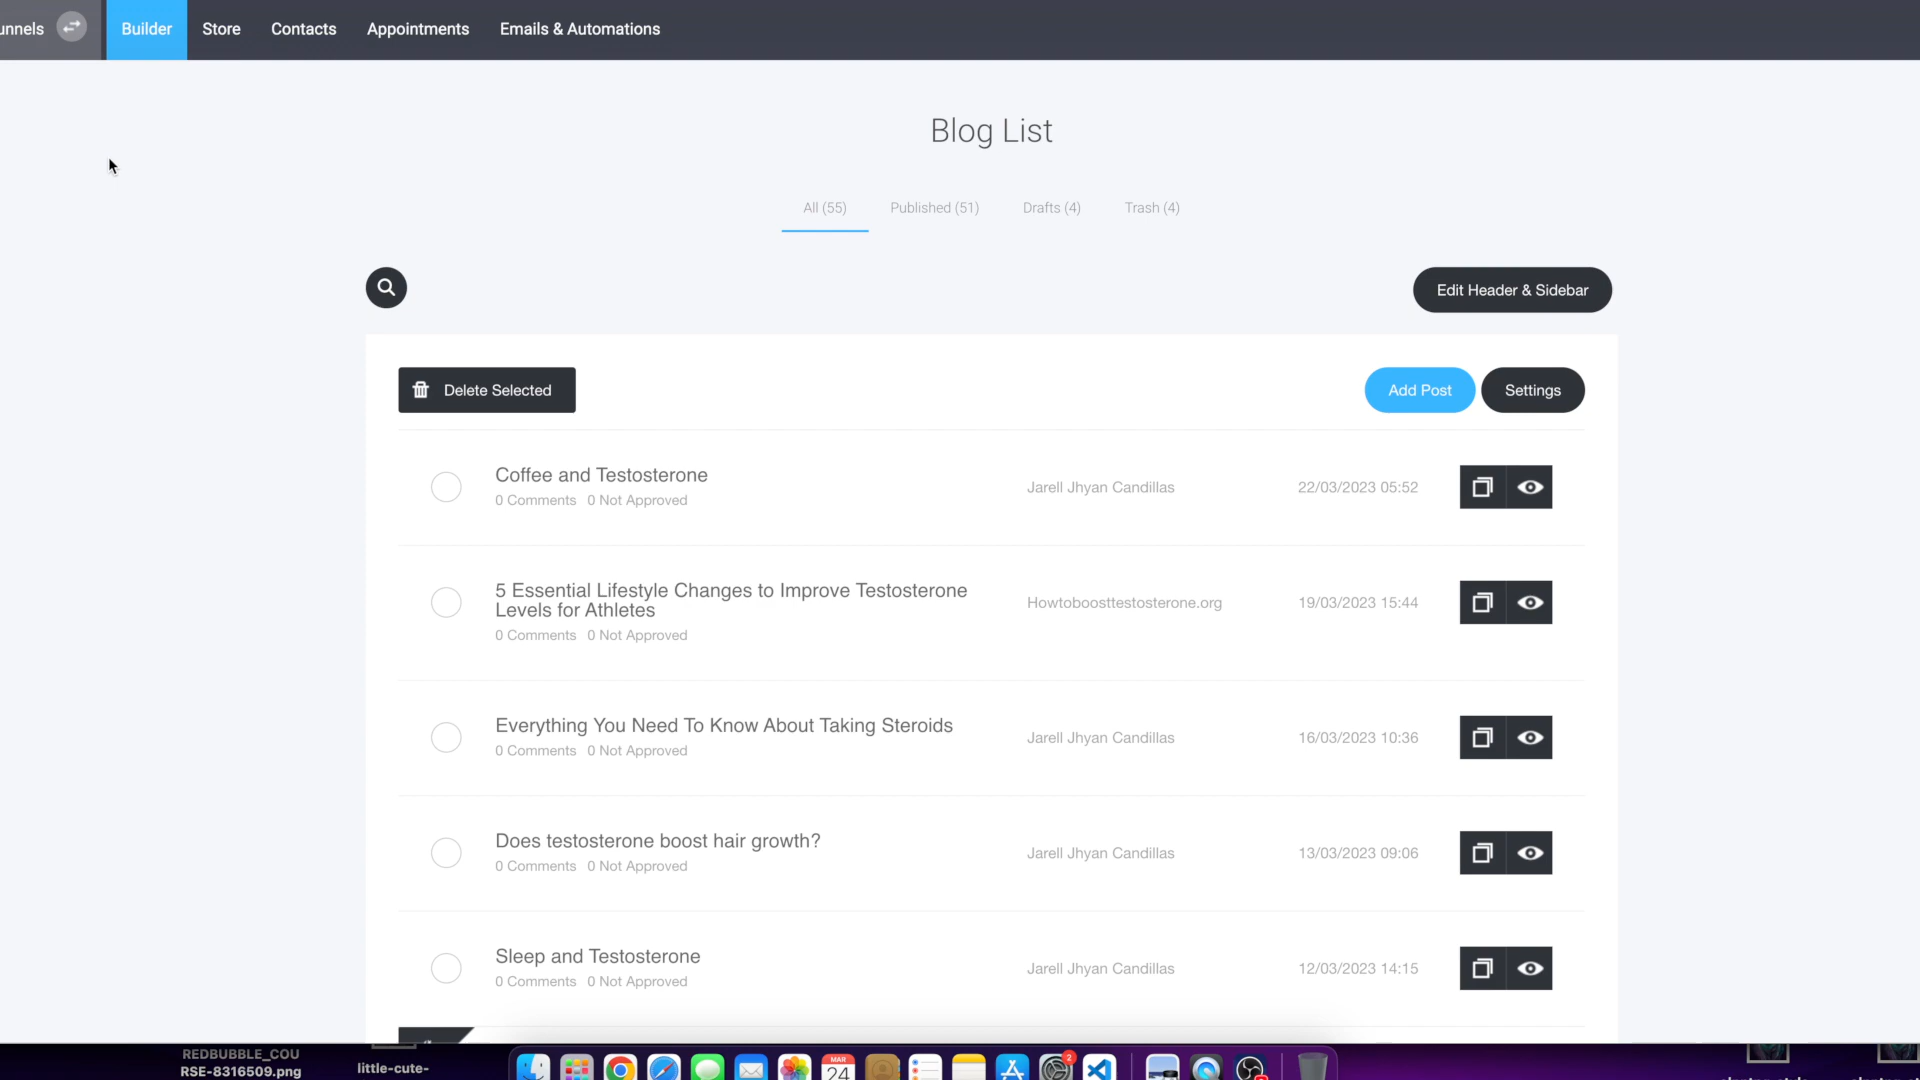 unnels
Builder
Store
Contacts
Appointments
Emails & Automations
Blog List
All (55)
Published (51)
Drafts (4)
Trash (4)
Edit Header & Sidebar
Delete Selected
Add Post
Settings
Coffee and Testosterone
0 Comments 0 Not Approved
Jarell Jhyan Candillas
22/03/2023 05:52
5 Essential Lifestyle Changes to Improve Testosterone
Levels for Athletes
0 Comments 0 Not Approved
Howtoboosttestosterone.org
19/03/2023 15:44
Everything You Need To Know About Taking Steroids
0 Comments 0 Not Approved
Jarell Jhyan Candillas
16/03/2023 10:36
Does testosterone boost hair growth?
0 Comments 0 Not Approved
Jarell Jhyan Candillas
13/03/2023 09:06
Sleep and Testosterone
0 Comments 0 Not Approved
Jarell Jhyan Candillas
12/03/2023 14:15
REDBUBBLE_COU
RSE-8316509.png
little-cute-
MAR
24
2